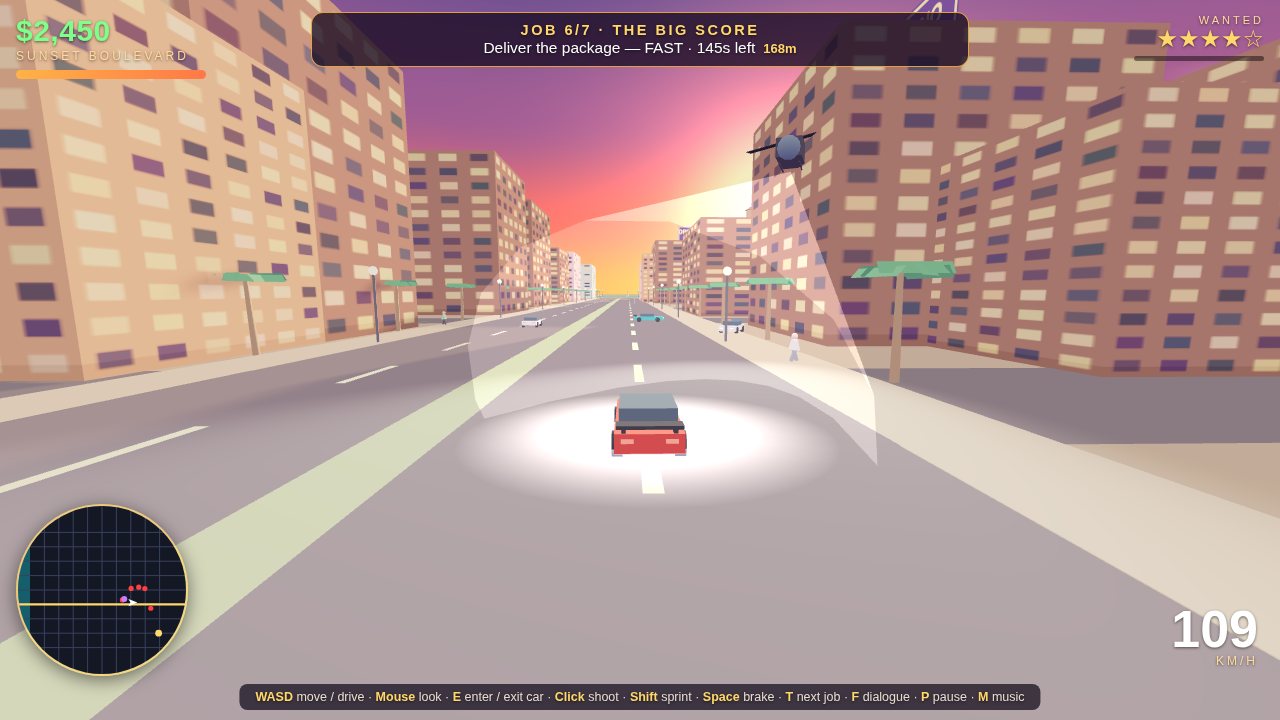 $2,450
SUNSET BOULEVARD
JOB 6/7 · THE BIG SCORE
Deliver the package — FAST · 145s left 168m
WANTED
★★★★☆
109
KM/H
WASD move / drive · Mouse look · E enter / exit car · Click shoot · Shift sprint · Space brake · T next job · F dialogue · P pause · M music